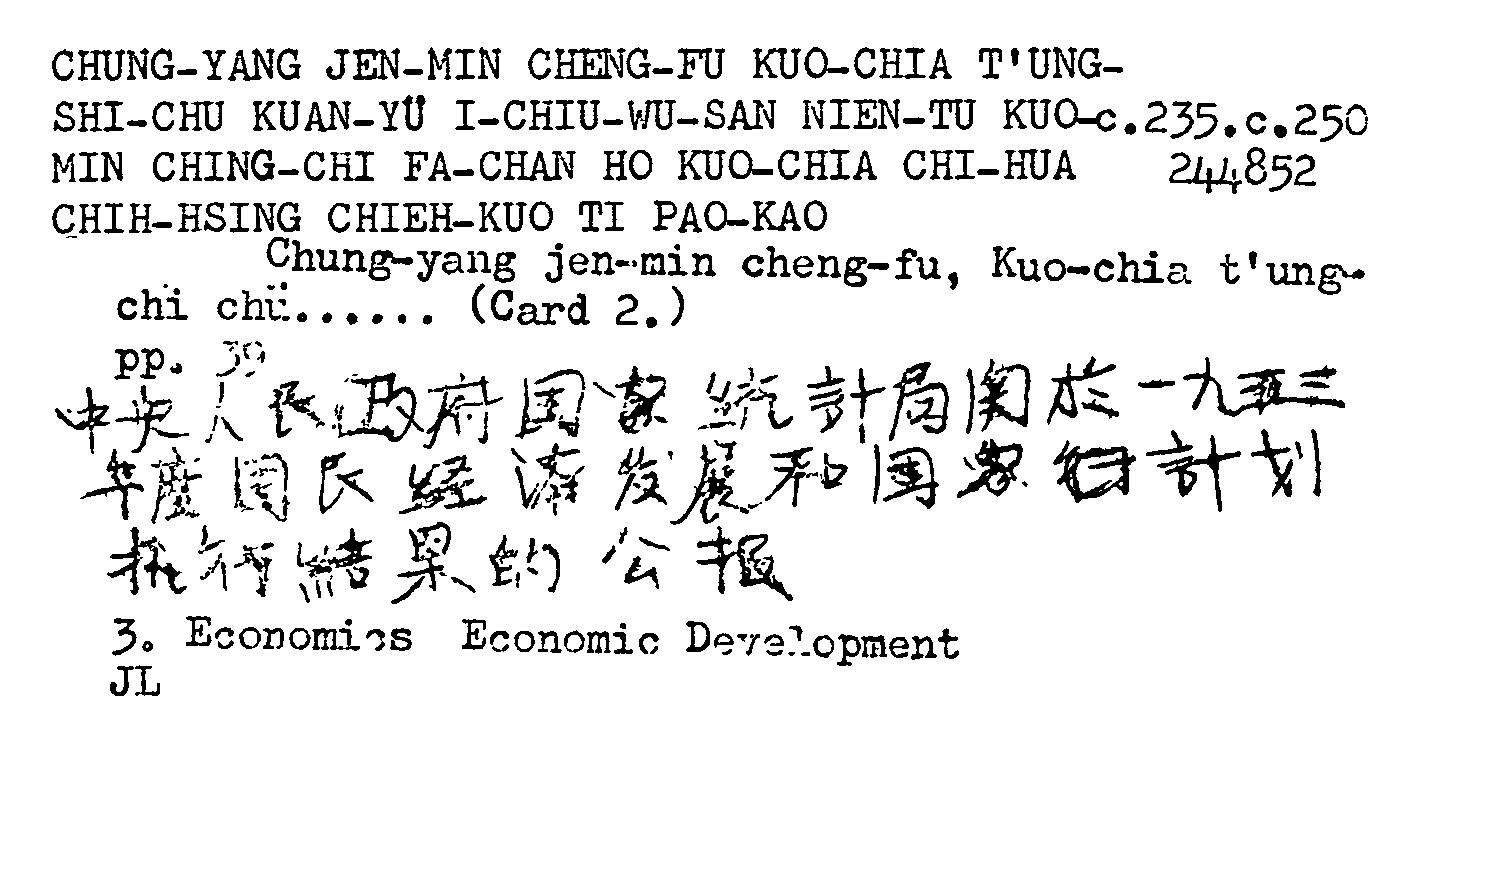 CHUNG-YANG JEN-MIN CHENG-FU KUO-CHIA T'UNG-
SHI-CHU KUAN-YÜ I-CHIU-WU-SAN NIEN-TU KUO-c.235.c.250
MIN CHING-CHI FA-CHAN HO KUO-CHIA CHI-HUA 244852
CHIH-HSING CHIEH-KUO TI PAO-KAO
Chung-yang jen-min cheng-fu, Kuo-chia t'ung-
chi chü...... (Card 2.)
pp. 39
中央人民政府国家統計局関於一九五三
年度国民経済发展和国家計划
执行結果的公报
3. Economics Economic Development
JL